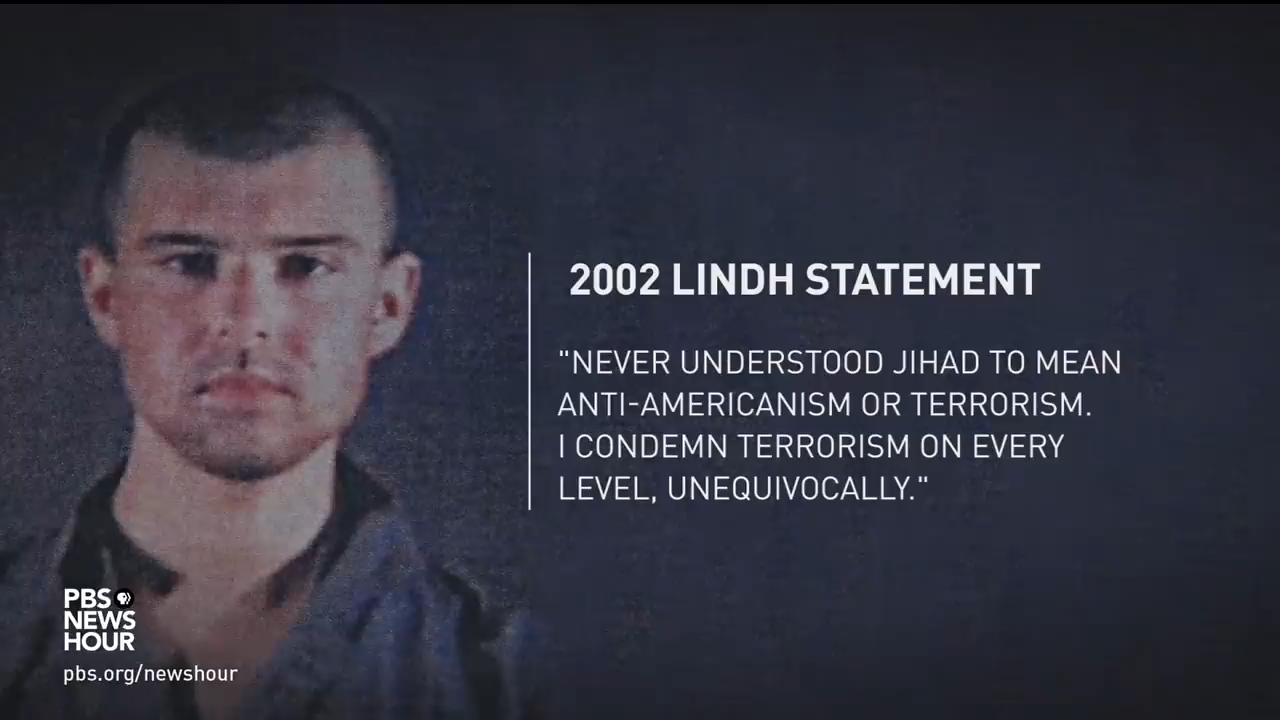 2002 LINDH STATEMENT
"NEVER UNDERSTOOD JIHAD TO MEAN
ANTI-AMERICANISM OR TERRORISM.
I CONDEMN TERRORISM ON EVERY
LEVEL, UNEQUIVOCALLY."
PBS
NEWS
HOUR
pbs.org/newshour